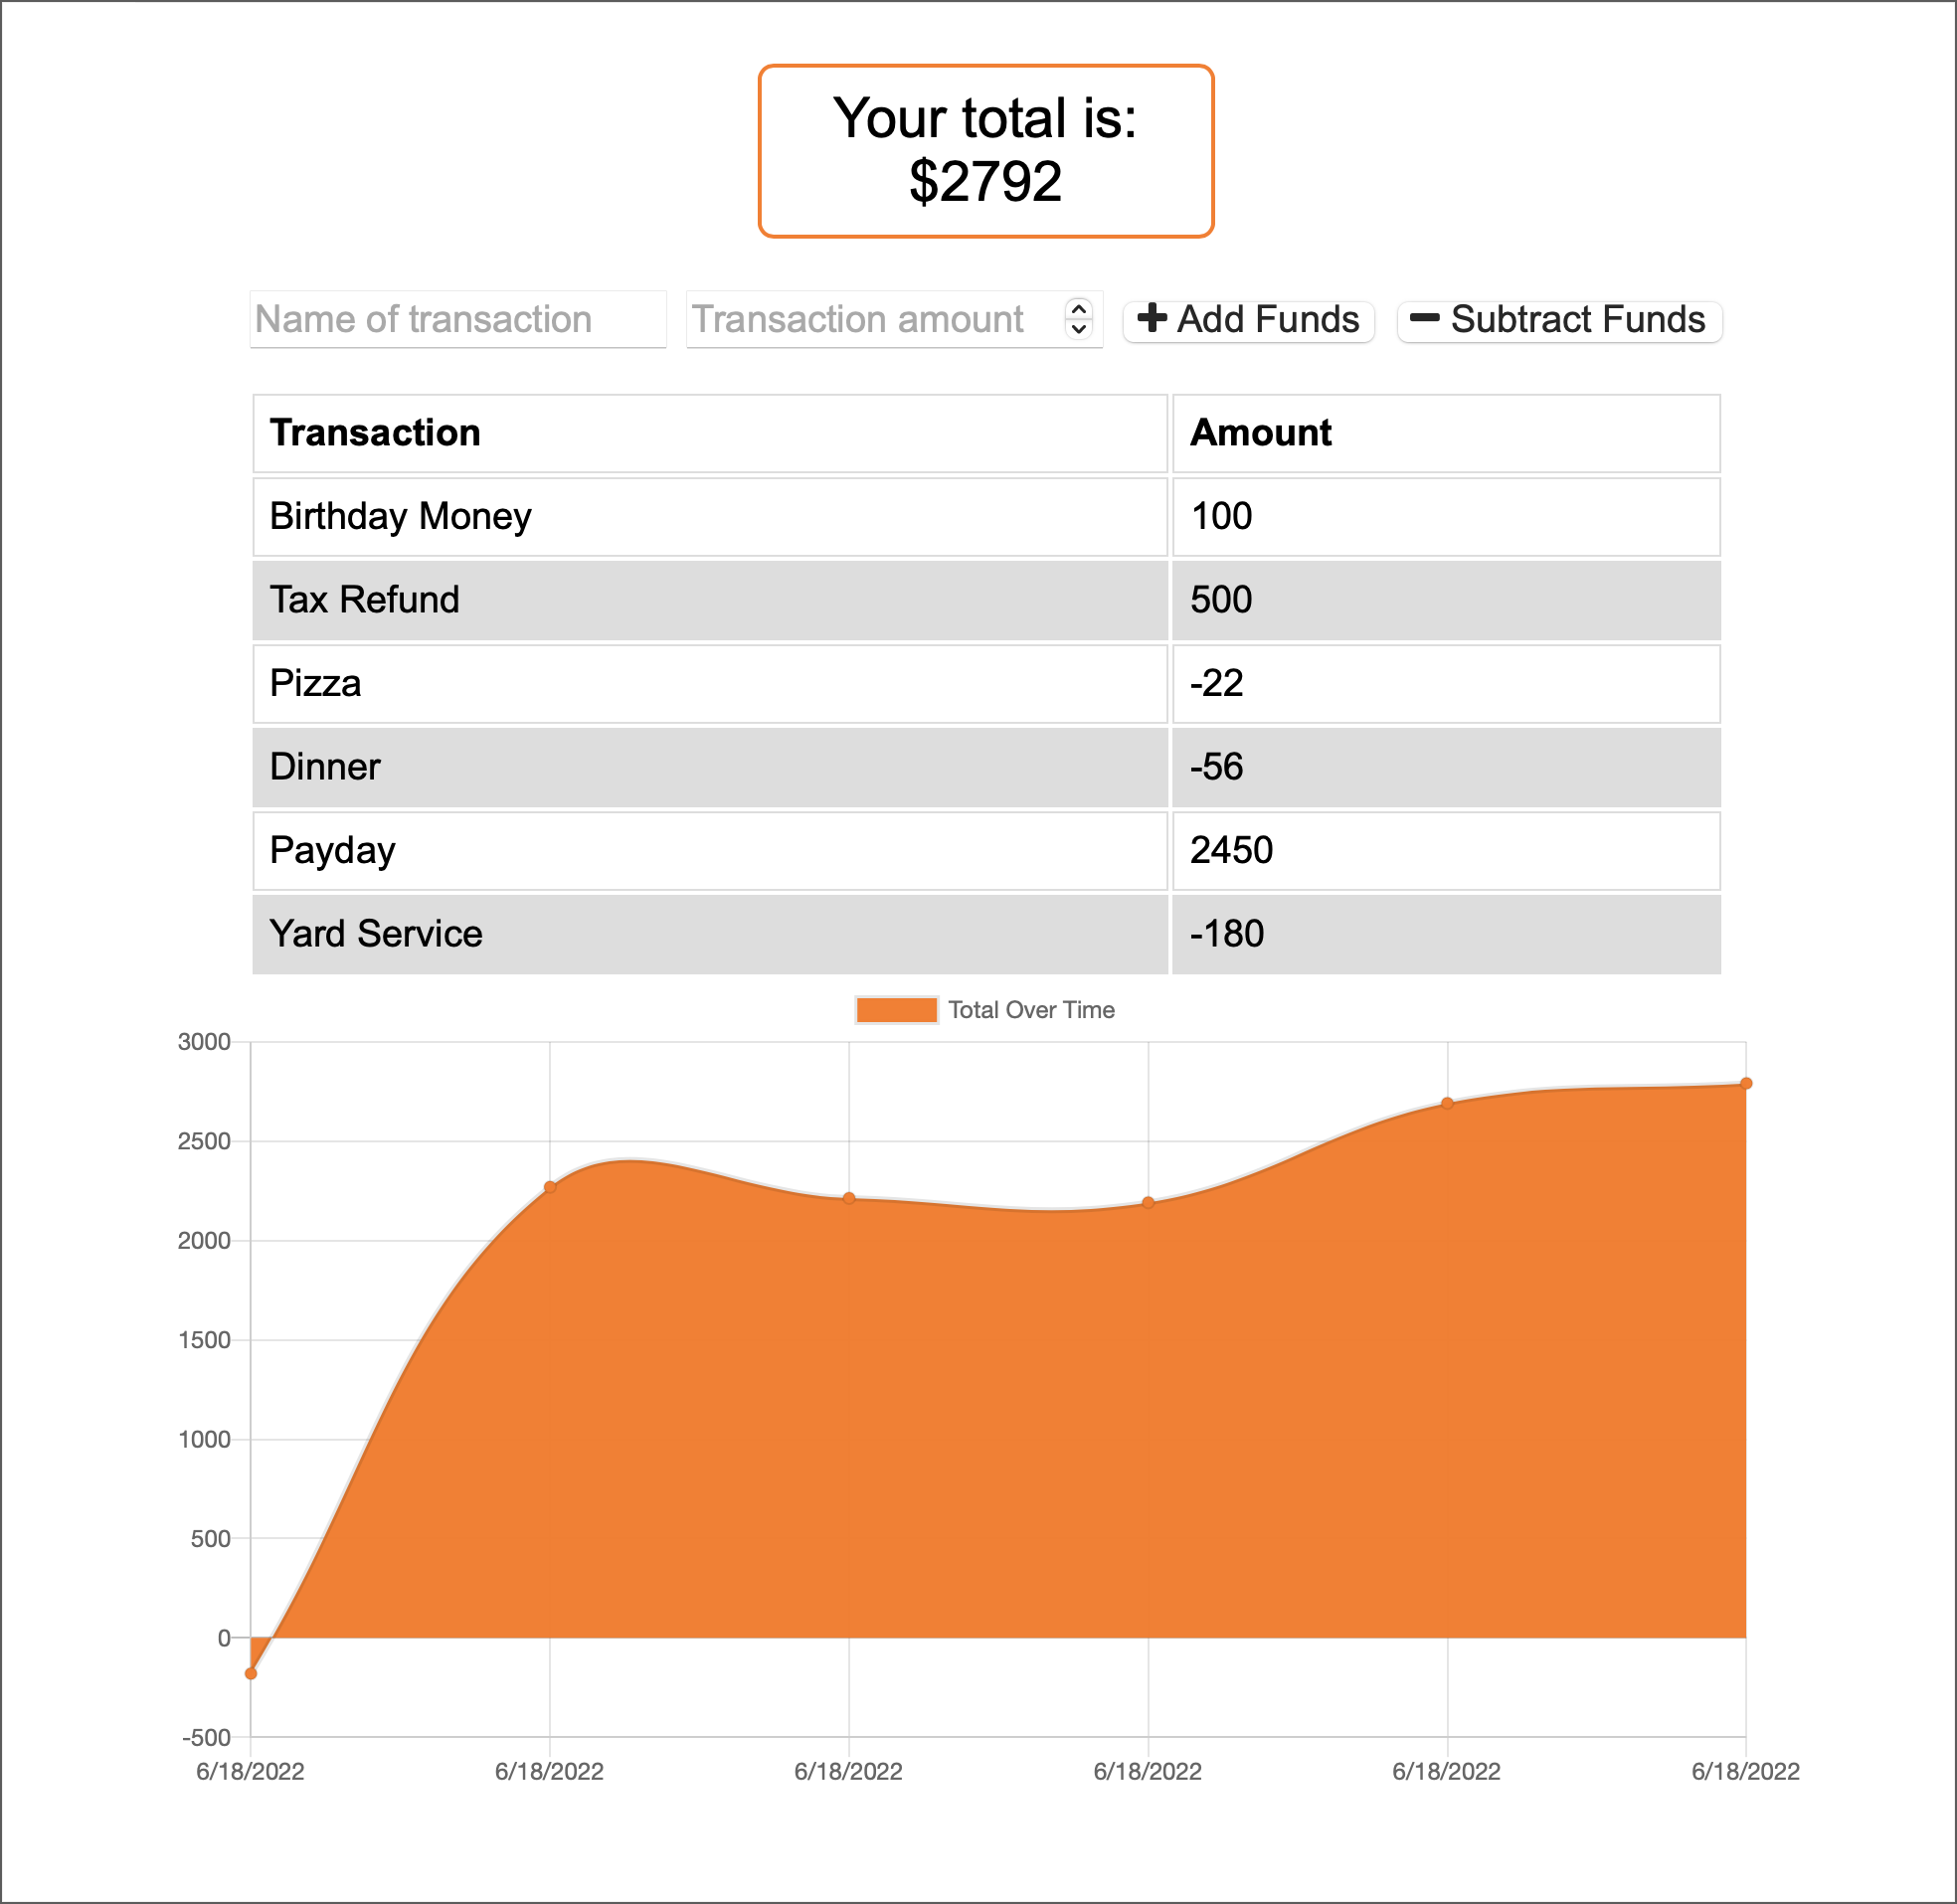 Your total is:
$2792
Name of transaction Transaction amount Add Funds Subtract Funds
Transaction Amount
Birthday Money 100
Tax Refund 500
Pizza -22
Dinner -56
Payday 2450
Yard Service -180
Total Over Time
3000
2500
2000
1500
1000
500
0
-500
6/18/2022 6/18/2022 6/18/2022 6/18/2022 6/18/2022 6/18/2022